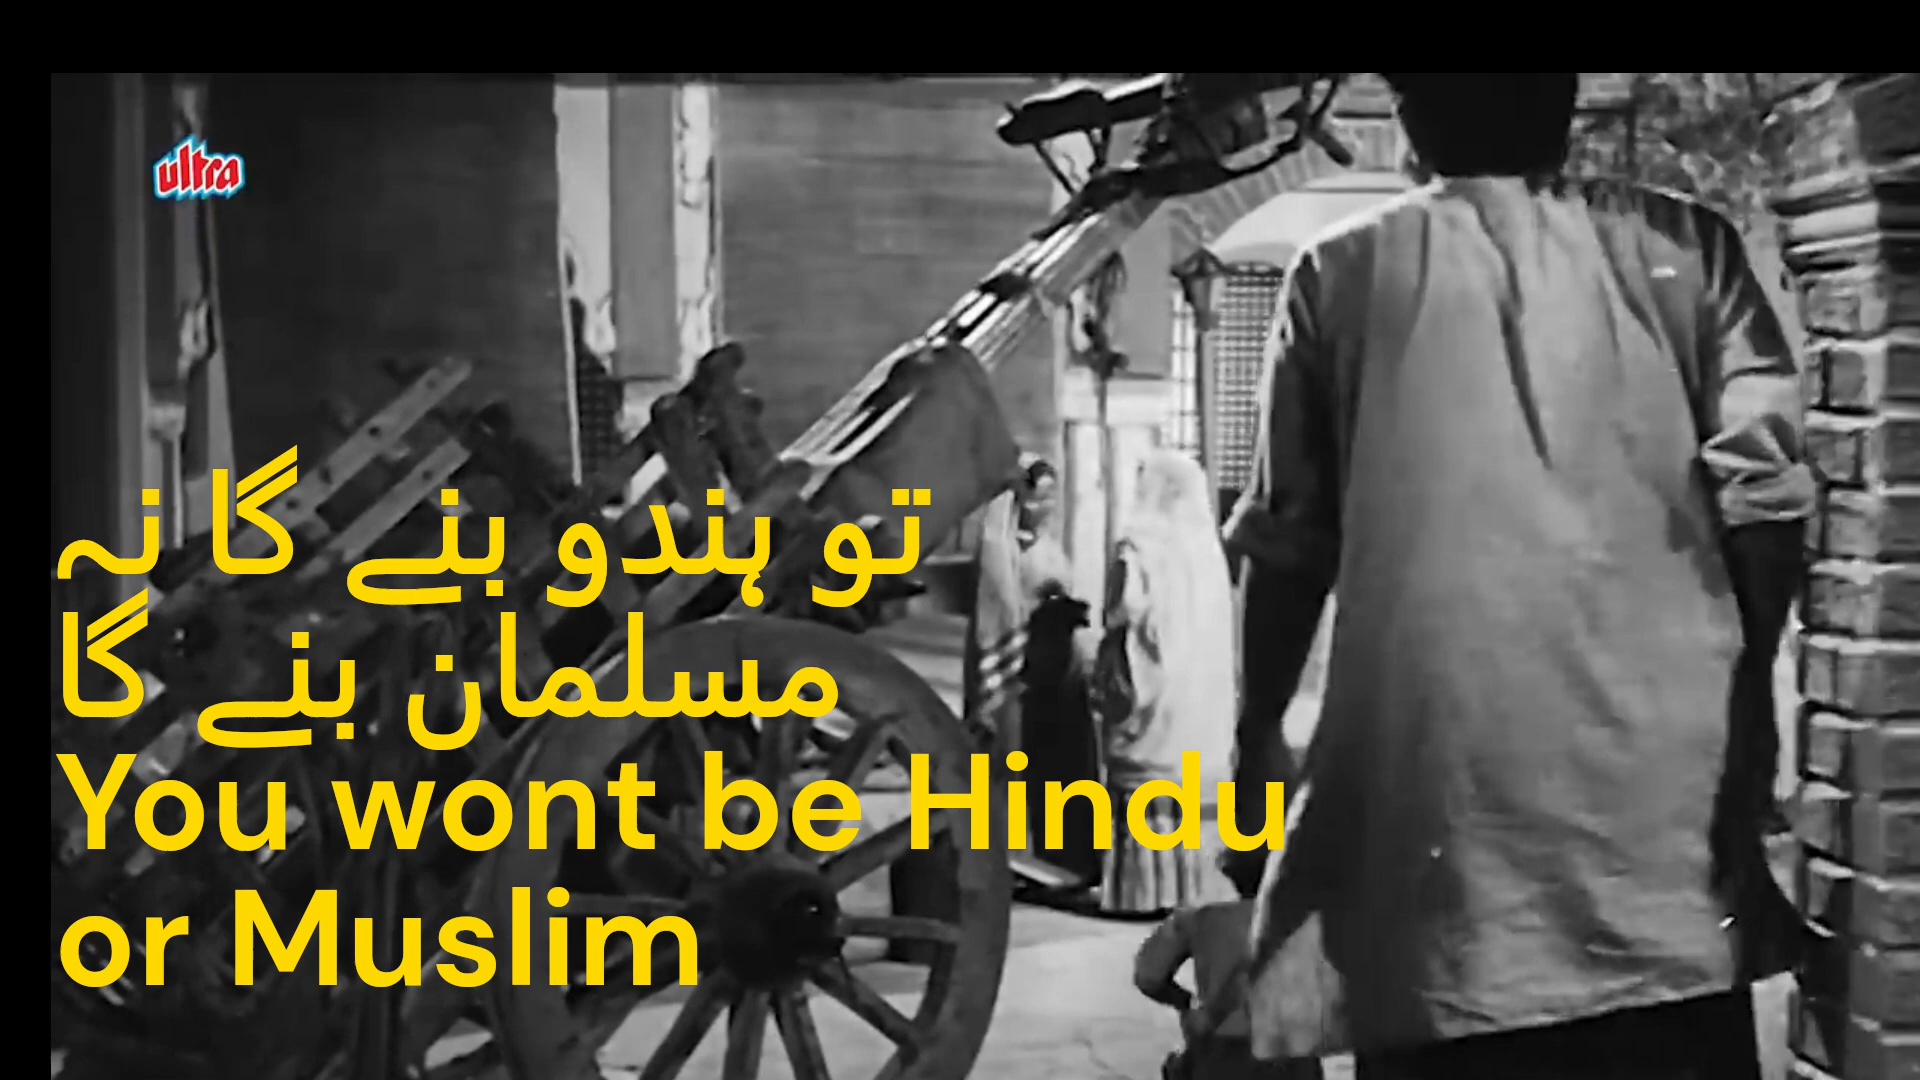 ultra
تو ہندو بنے گا نہ
مسلمان بنے گا
You wont be Hindu
or Muslim